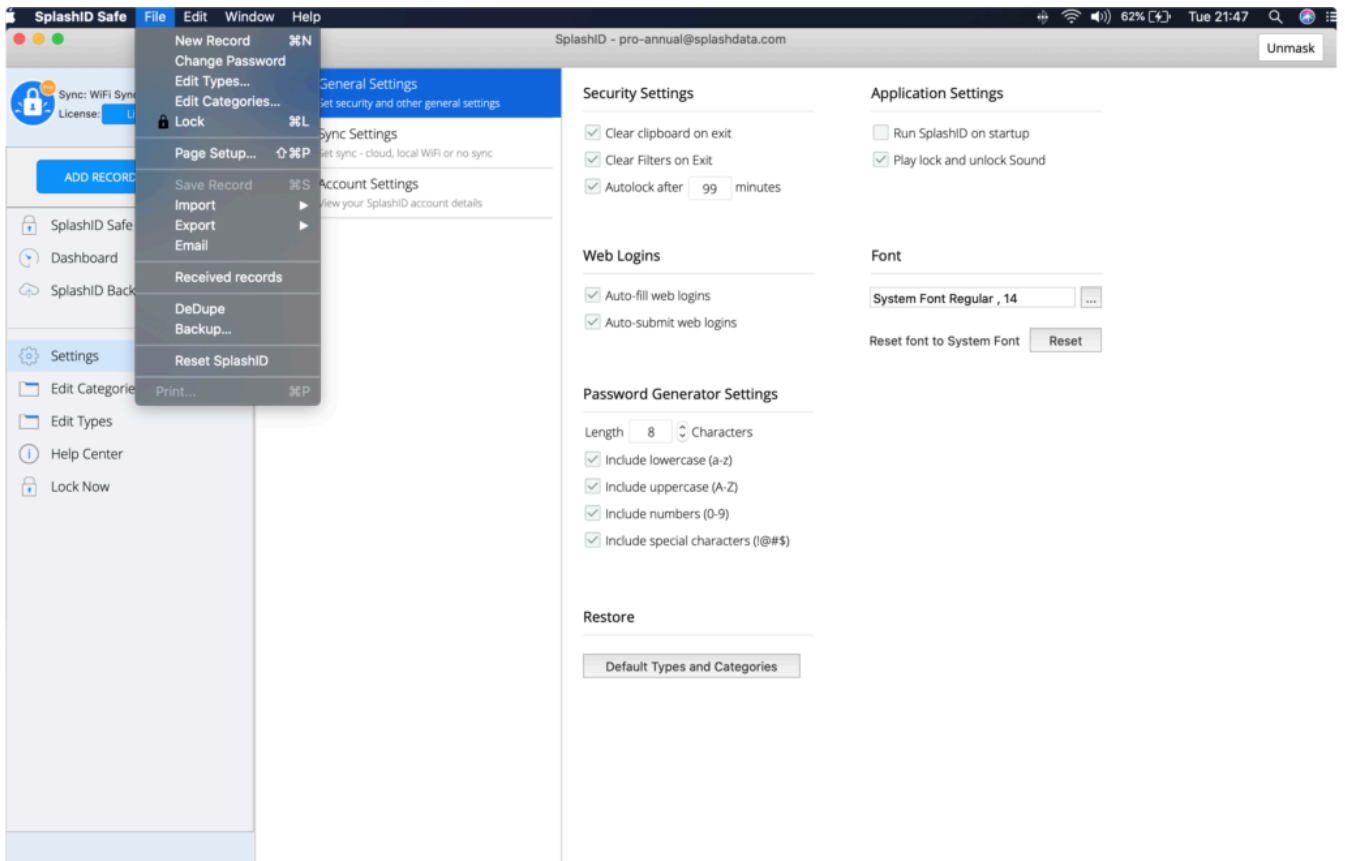 SplashID Safe File Edit Window Help 62% Tue 21:47
SplashID - pro-annual@splashdata.com
Unmask
New Record ⌘N
Change Password
Edit Types...
Edit Categories...
Lock ⌘L
Page Setup... ⇧⌘P
Save Record ⌘S
Import
Export
Email
Received records
DeDupe
Backup...
Reset SplashID
Print... ⌘P
Pro
Sync: WiFi Sync
License: Li
ADD RECORD
SplashID Safe
Dashboard
SplashID Back
Settings
Edit Categorie
Edit Types
Help Center
Lock Now
General Settings
Set security and other general settings
Sync Settings
Set sync - cloud, local WiFi or no sync
Account Settings
View your SplashID account details
Security Settings
Clear clipboard on exit
Clear Filters on Exit
Autolock after 99 minutes
Web Logins
Auto-fill web logins
Auto-submit web logins
Password Generator Settings
Length 8 Characters
Include lowercase (a-z)
Include uppercase (A-Z)
Include numbers (0-9)
Include special characters (!@#$)
Restore
Default Types and Categories
Application Settings
Run SplashID on startup
Play lock and unlock Sound
Font
System Font Regular , 14 ...
Reset font to System Font Reset